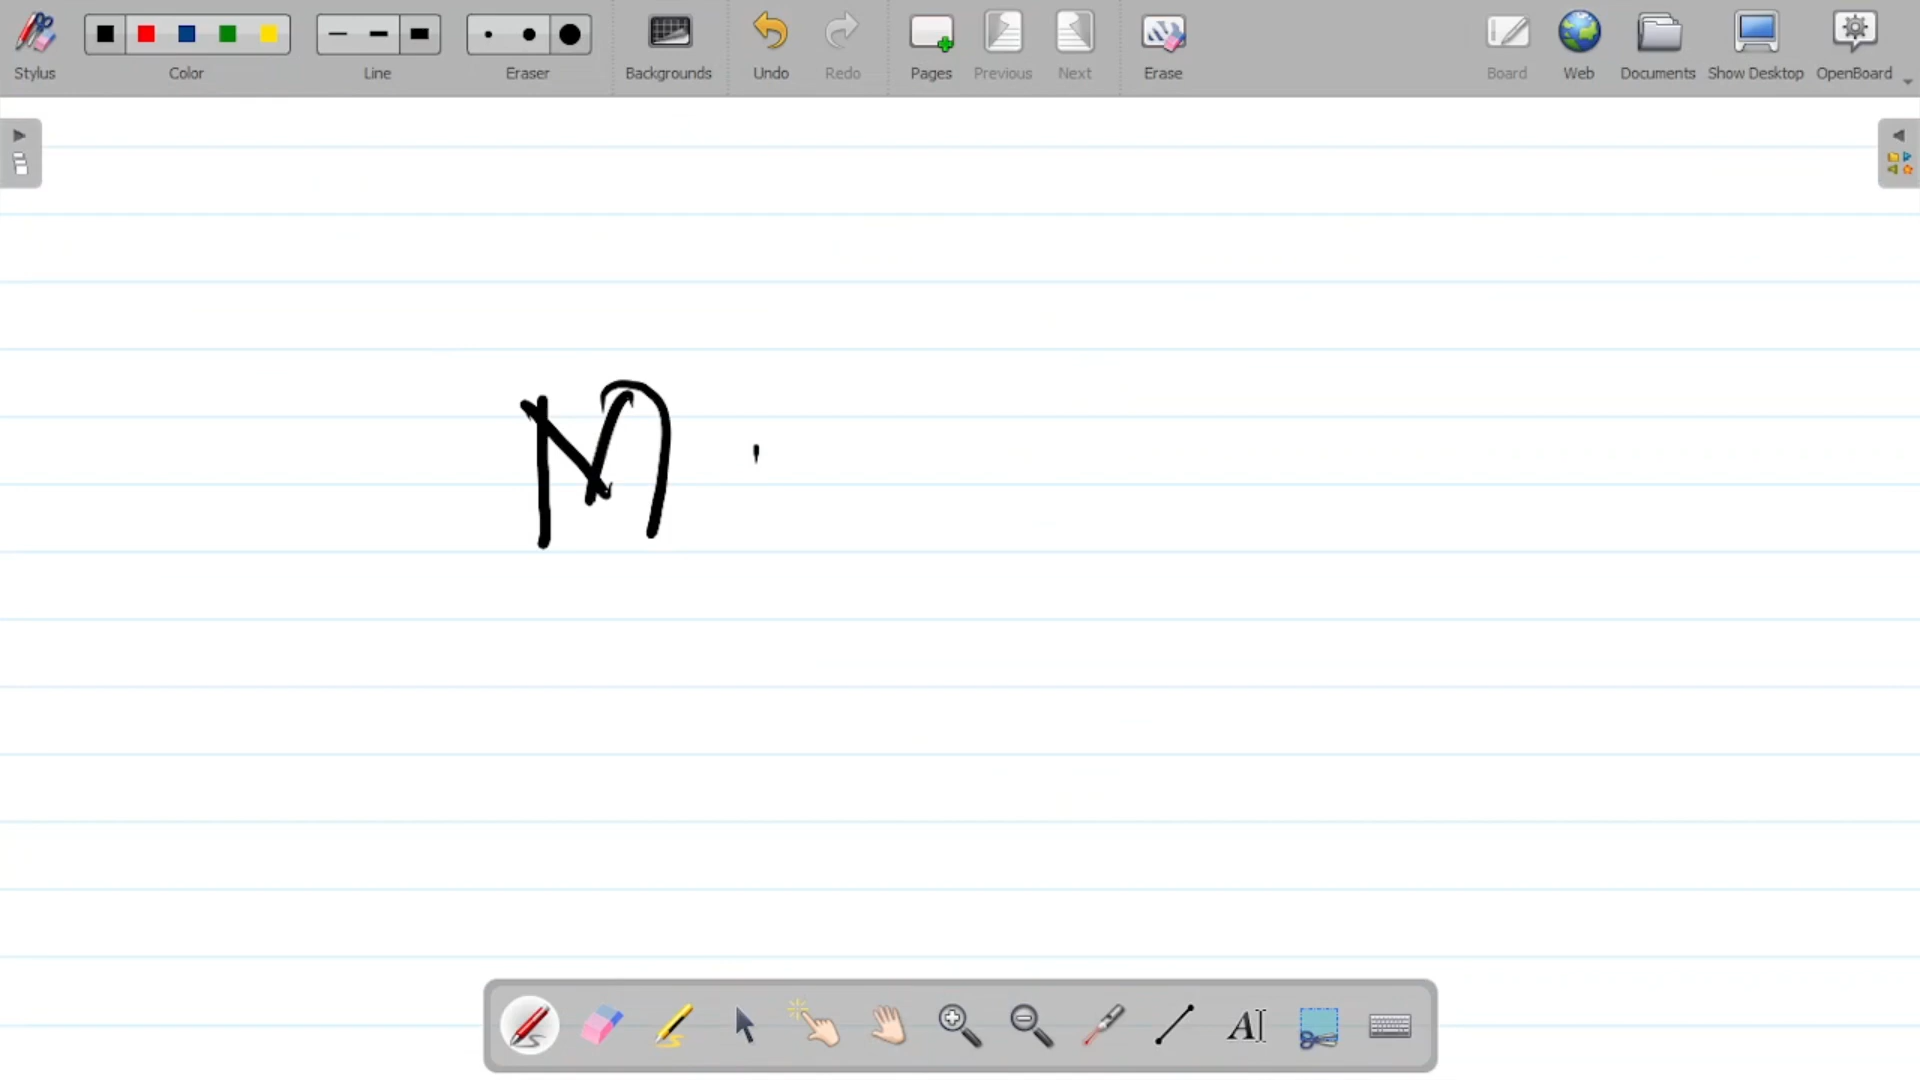 Stylus Color Line Eraser Backgrounds Undo Redo Pages Previous Next Erase Board Web Documents Show Desktop OpenBoard
M
A